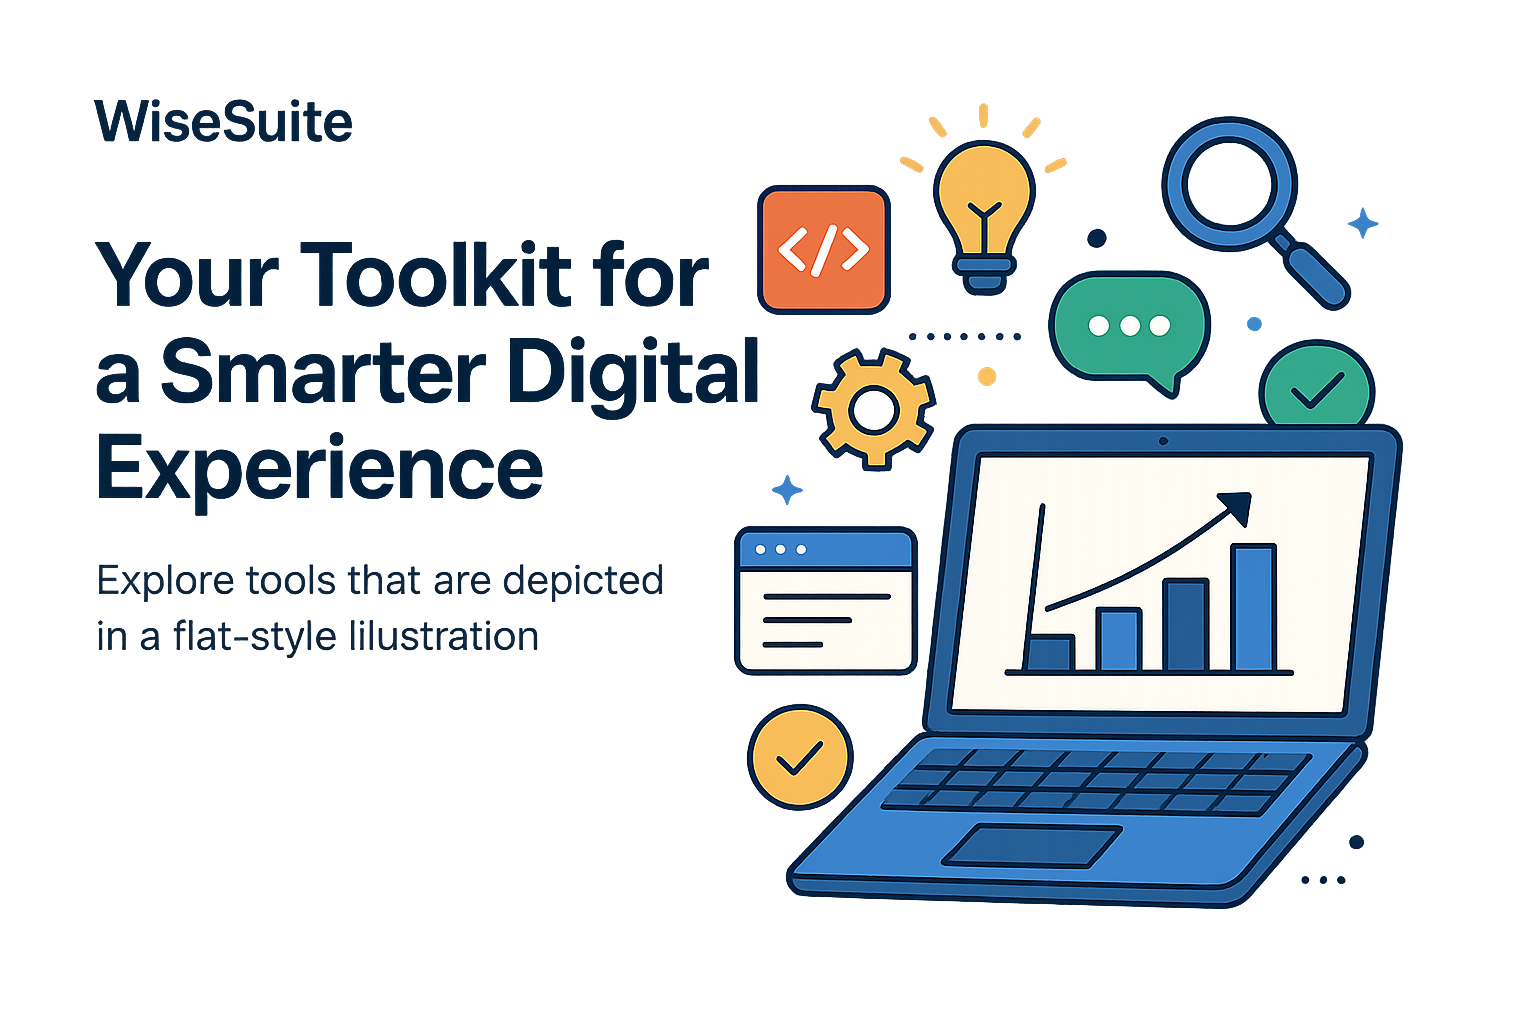 WiseSuite
Your Toolkit for
a Smarter Digital
Experience
Explore tools that are depicted
in a flat-style lilustration
</>